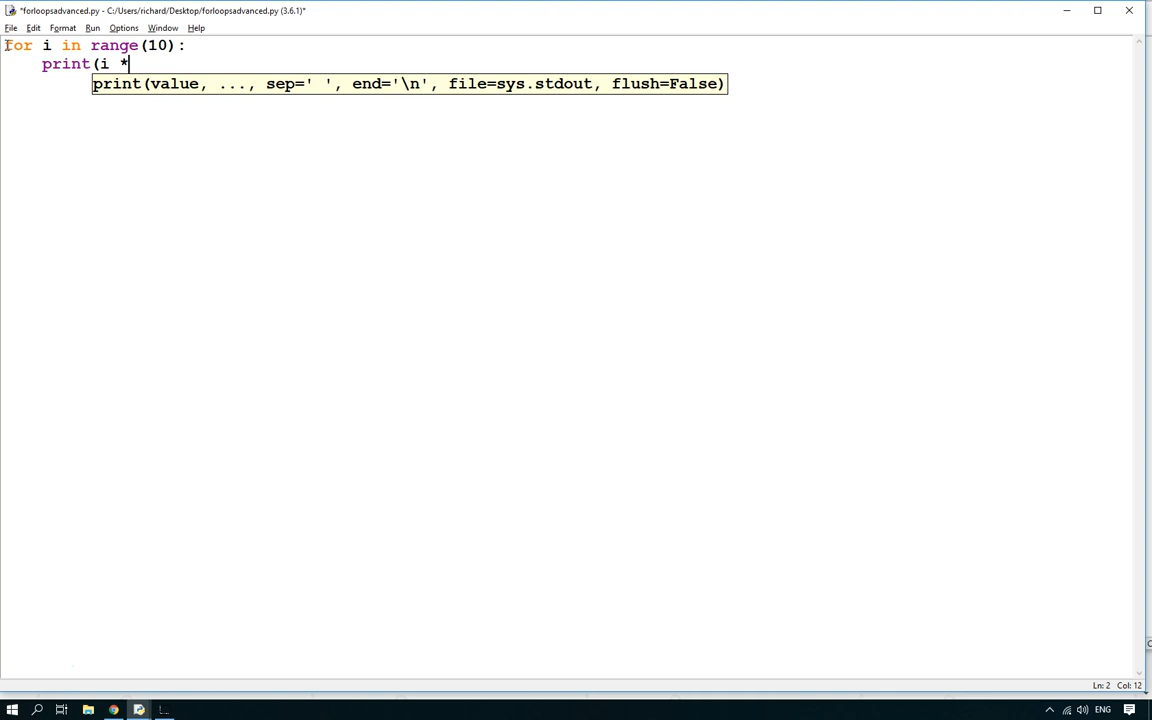 *forloopsadvanced.py - C:/Users/richard/Desktop/forloopsadvanced.py (3.6.1)*
File Edit Format Run Options Window Help
for i in range(10):
    print(i *
print(value, ..., sep=' ', end='\n', file=sys.stdout, flush=False)
Ln: 2 Col: 12
ENG